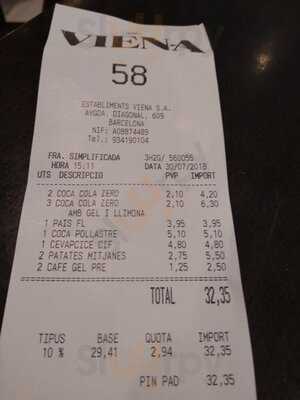 VIENA
58
ESTABLIMENTS VIENA S.A.
AVGDA. DIAGONAL, 609
BARCELONA
NIF: A08874489
Tel.: 934190104
FRA. SIMPLIFICADA 3H2G/ 560055
HORA 15:11 30/07/2018
UTS DESCRIPCIO PVP IMPORT
2 COCA COLA ZERO 2,10 4,20
3 COCA COLA ZERO 2,10 6,30
AMB GEL I LLIMONA
1 PAIS FL 3,95 3,95
1 COCA POLLASTRE 5,10 5,10
1 CEVAPCICE CIF 4,80 4,80
2 PATATES MITJANES 2,75 5,50
2 CAFE GEL PRE 1,25 2,50
TOTAL 32,35
TIPUS BASE QUOTA IMPORT
10 % 29,41 2,94 32,35
PIN PAD 32,35